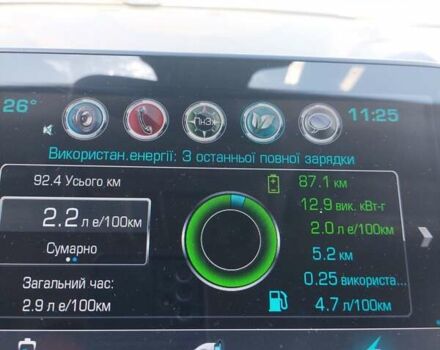 26°
ПнЗх
11:25
Використан.енергії: З останньої повної зарядки
92.4 Усього км
2.2 л е/100км
Сумарно
Загальний час:
2.9 л е/100км
87.1 км
12.9 вик. кВт-г
2.0 л е/100км
5.2 км
0.25 використа...
4.7 л/100км